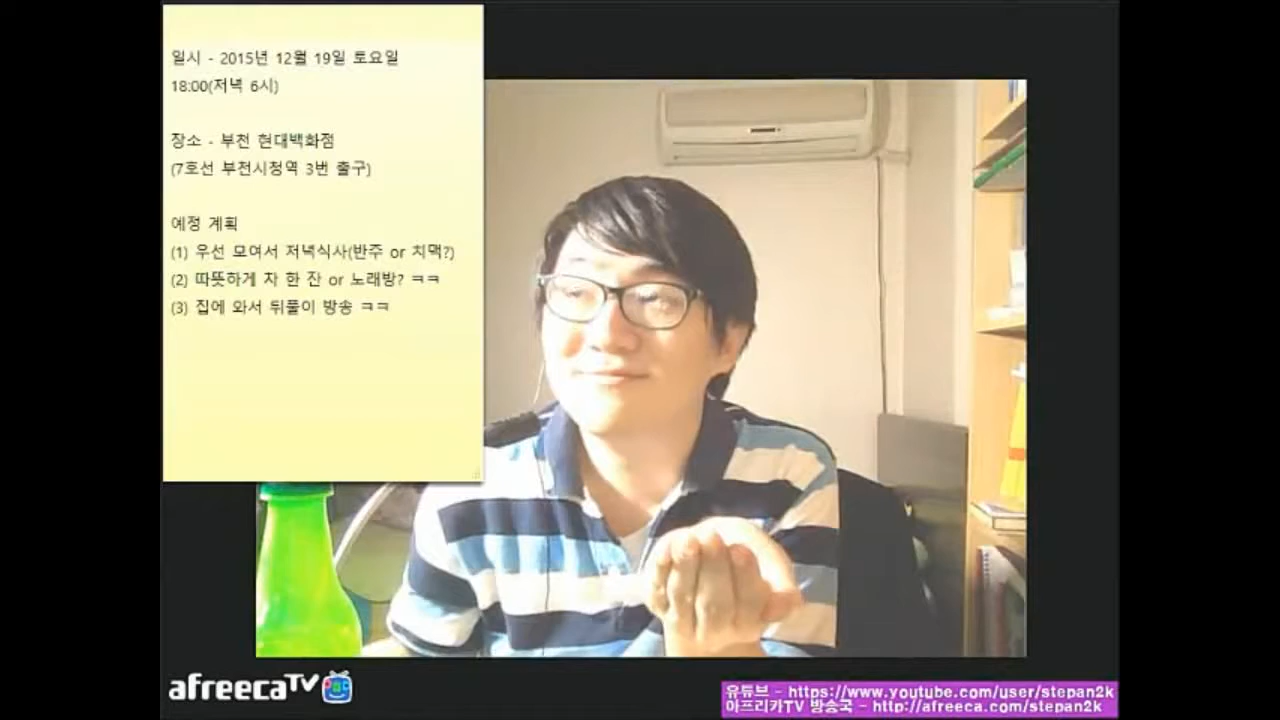 일시 - 2015년 12월 19일 토요일
18:00(저녁 6시)
장소 - 부천 현대백화점
(7호선 부천시청역 3번 출구)
예정 계획
(1) 우선 모여서 저녁식사(반주 or 치맥?)
(2) 따뜻하게 차 한 잔 or 노래방? ㅋㅋ
(3) 집에 와서 뒤풀이 방송 ㅋㅋ
afreecaTV
유튜브 - https://www.youtube.com/user/stepan2k
아프리카TV 방송국 - http://afreeca.com/stepan2k